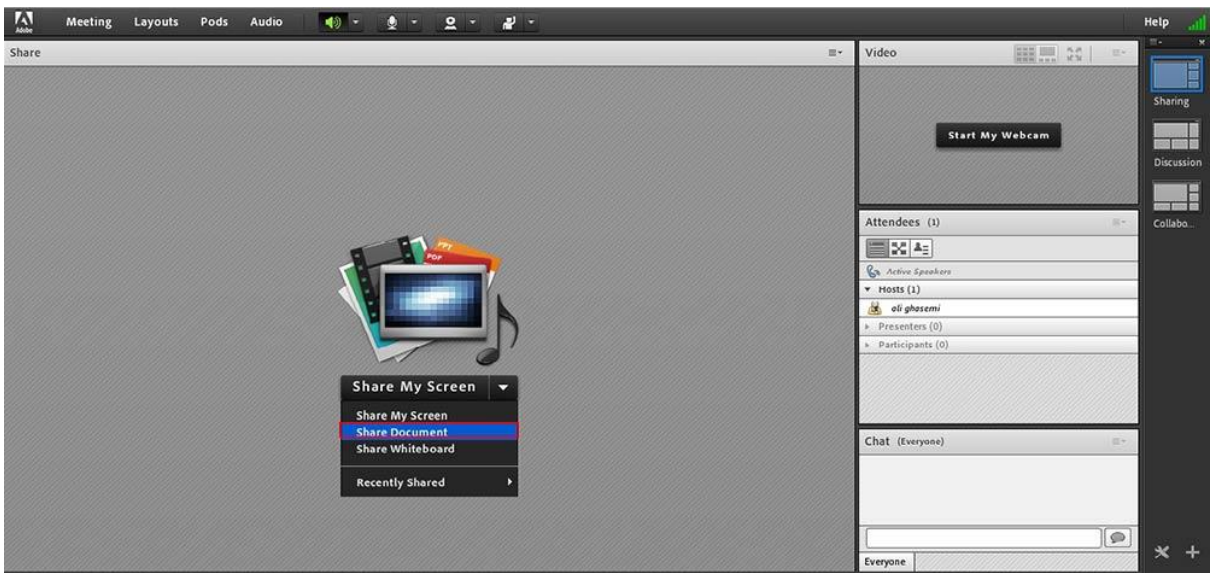 Adobe
Meeting Layouts Pods Audio
Help
Share
Video
Start My Webcam
Sharing
Discussion
Collabo...
PPT
PDF
Share My Screen
Share My Screen
Share Document
Share Whiteboard
Recently Shared
Attendees (1)
Active Speakers
Hosts (1)
ali ghasemi
Presenters (0)
Participants (0)
Chat (Everyone)
Everyone